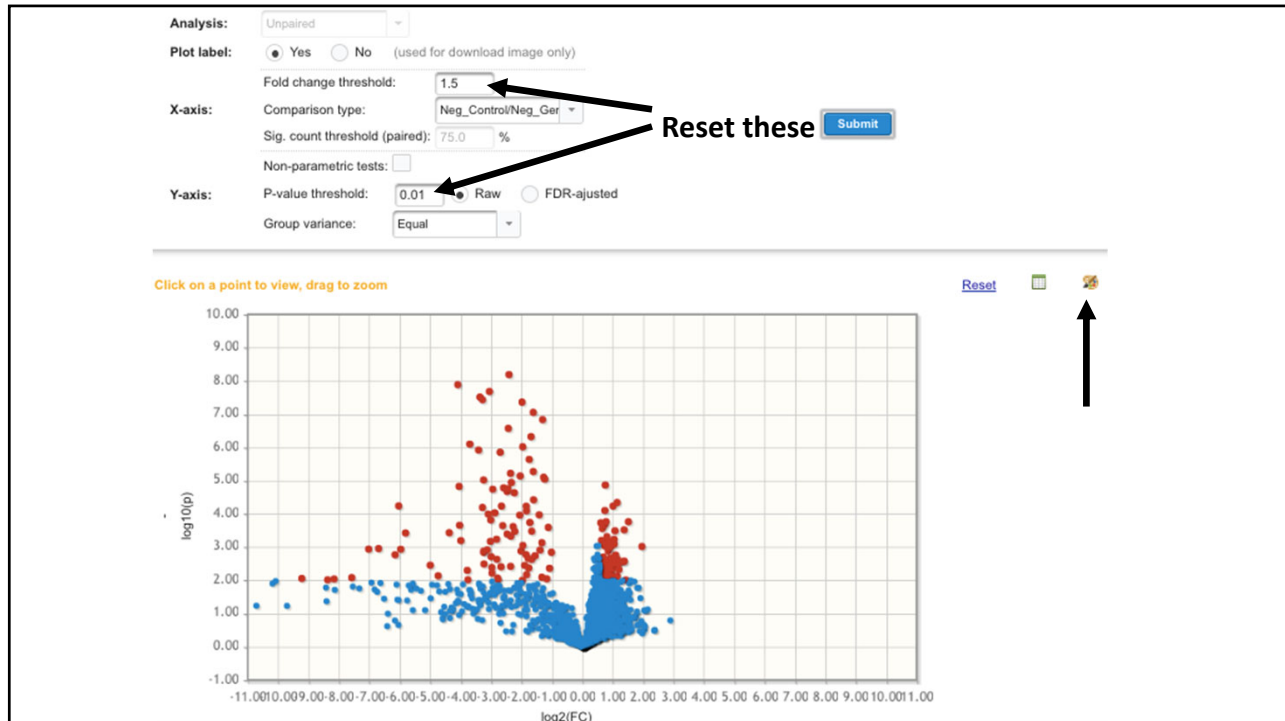 Analysis: Unpaired
Plot label: Yes No (used for download image only)
Fold change threshold: 1.5
X-axis: Comparison type: Neg_Control/Neg_Ger
Sig. count threshold (paired): 75.0 %
Reset these
Submit
Non-parametric tests:
Y-axis: P-value threshold: 0.01 Raw FDR-ajusted
Group variance: Equal
Click on a point to view, drag to zoom
Reset
10.00
9.00
8.00
7.00
6.00
5.00
4.00
3.00
2.00
1.00
0.00
-1.00
- log10(p)
-11.00 -10.00 -9.00 -8.00 -7.00 -6.00 -5.00 -4.00 -3.00 -2.00 -1.00 0.00 1.00 2.00 3.00 4.00 5.00 6.00 7.00 8.00 9.00 10.00 11.00
log2(FC)